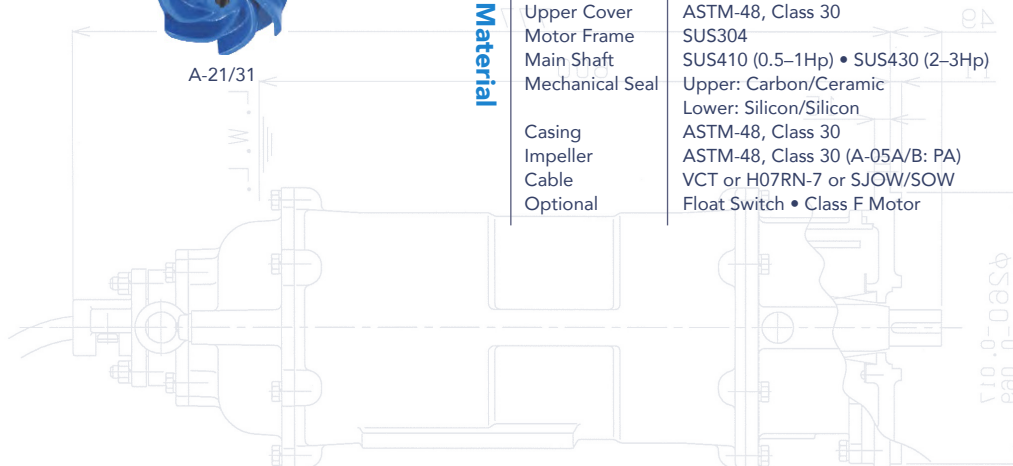 A-21/31
Material
Upper Cover ASTM-48, Class 30
Motor Frame SUS304
Main Shaft SUS410 (0.5–1Hp) • SUS430 (2–3Hp)
Mechanical Seal Upper: Carbon/Ceramic
Lower: Silicon/Silicon
Casing ASTM-48, Class 30
Impeller ASTM-48, Class 30 (A-05A/B: PA)
Cable VCT or H07RN-7 or SJOW/SOW
Optional Float Switch • Class F Motor
49